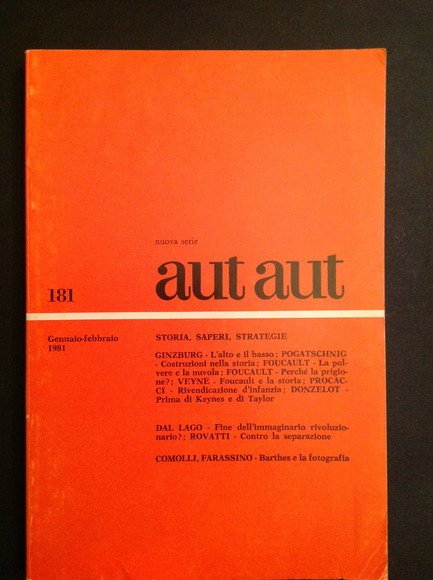 nuova serie
aut aut
181
Gennaio-febbraio
1981
STORIA, SAPERI, STRATEGIE
GINZBURG - L'alto e il basso; POGATSCHNIG
- Costruzioni nella storia; FOUCAULT - La pol-
vere e la nuvola; FOUCAULT - Perché la prigio-
ne?; VEYNE - Foucault e la storia; PROCAC-
CI - Rivendicazione d'infanzia; DONZELOT -
Prima di Keynes e di Taylor
DAL LAGO - Fine dell'immaginario rivoluzio-
nario?; ROVATTI - Contro la separazione
COMOLLI, FARASSINO - Barthes e la fotografia